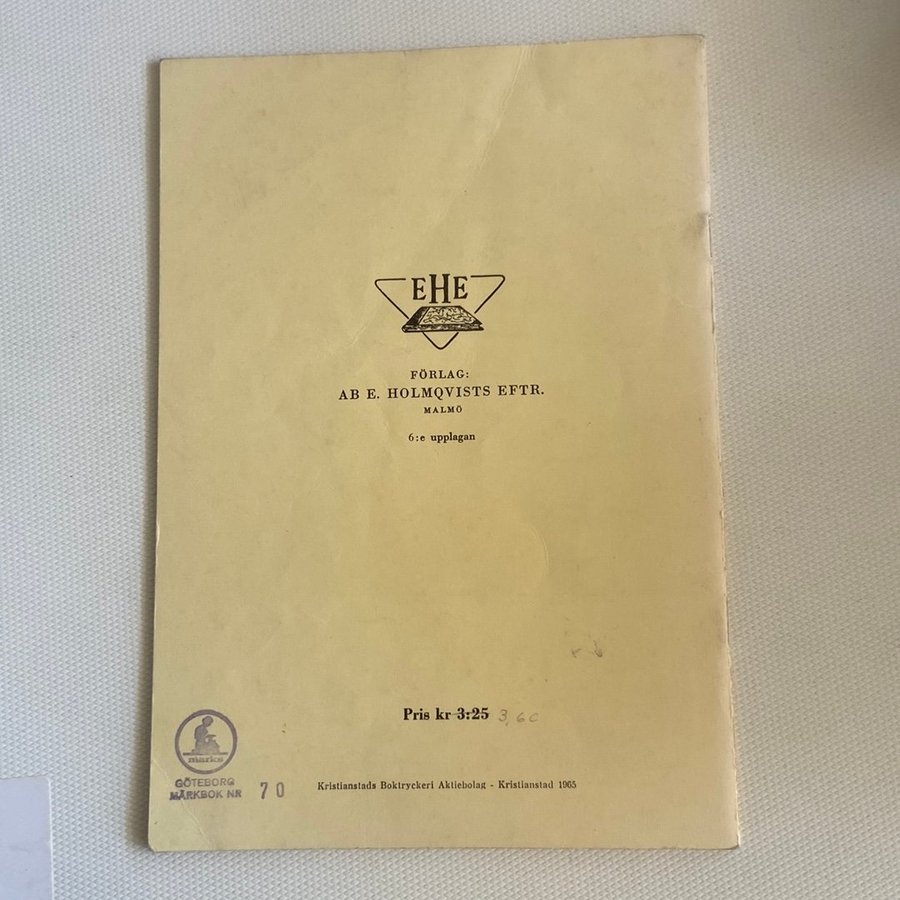 EHE
FÖRLAG:
AB E. HOLMQVISTS EFTR.
MALMÖ
6:e upplagan
Pris kr 3:25 3,60
marks
GÖTEBORG
MÄRKBOK NR 70
Kristianstads Boktryckeri Aktiebolag - Kristianstad 1965